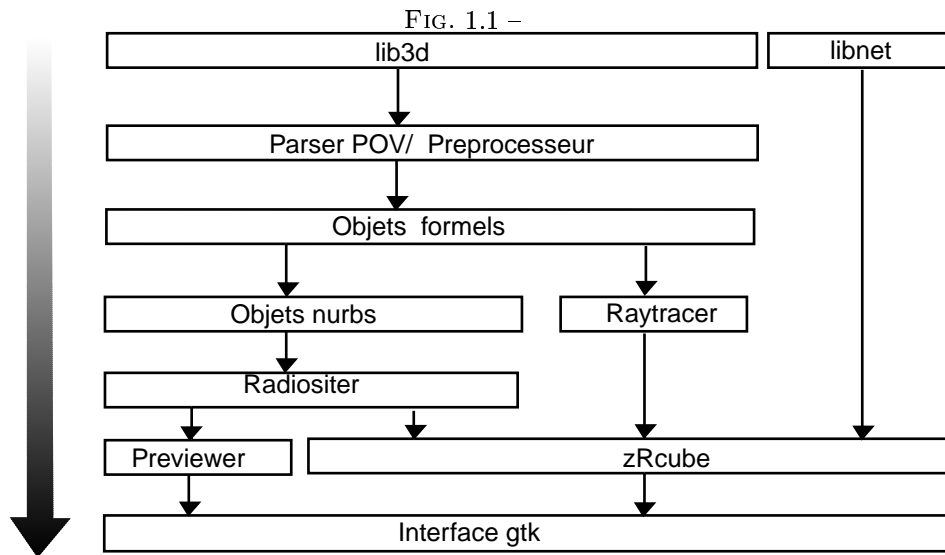 FIG. 1.1 –
lib3d
libnet
Parser POV/ Preprocesseur
Objets formels
Objets nurbs
Raytracer
Radiositer
Previewer
zRcube
Interface gtk